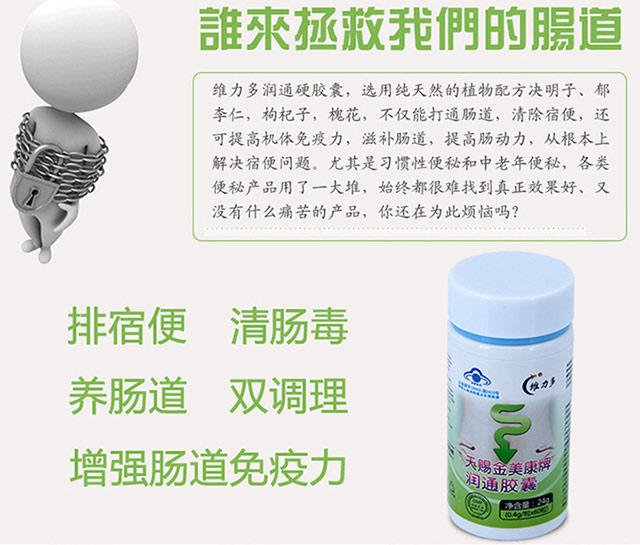 誰來拯救我們的腸道
维力多润通硬胶囊，选用纯天然的植物配方决明子、郁
李仁，枸杞子，槐花，不仅能打通肠道，清除宿便，还
可提高机体免疫力，滋补肠道，提高肠动力，从根本上
解决宿便问题。尤其是习惯性便秘和中老年便秘，各类
便秘产品用了一大堆，始终都很难找到真正效果好、又
没有什么痛苦的产品，你还在为此烦恼吗?
排宿便 清肠毒
养肠道 双调理
增强肠道免疫力
维力多
天赐金美康牌
润通胶囊
净含量：24g
(0.4g/粒x60粒)